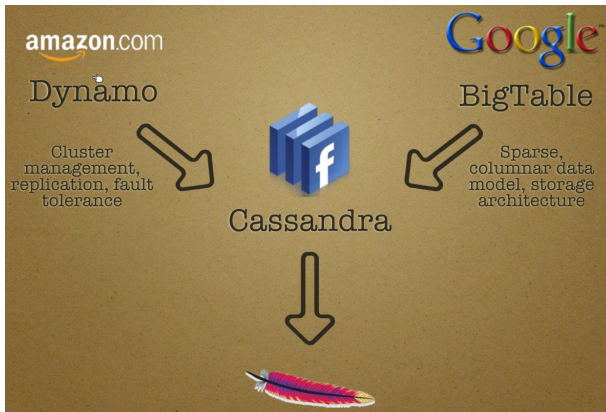 amazon.com
Google
Dynamo
BigTable
Cluster
management,
replication, fault
tolerance
Sparse,
columnar data
model, storage
architecture
f
Cassandra